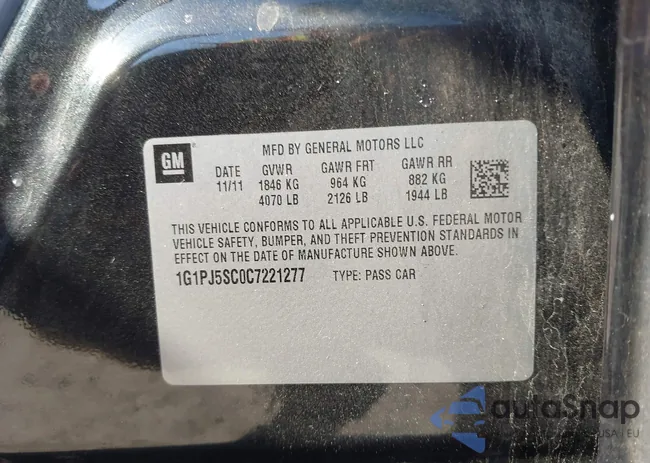 GM
MFD BY GENERAL MOTORS LLC
DATE GVWR GAWR FRT GAWR RR
11/11 1846 KG 964 KG 882 KG
4070 LB 2126 LB 1944 LB
THIS VEHICLE CONFORMS TO ALL APPLICABLE U.S. FEDERAL MOTOR
VEHICLE SAFETY, BUMPER, AND THEFT PREVENTION STANDARDS IN
EFFECT ON THE DATE OF MANUFACTURE SHOWN ABOVE.
1G1PJ5SC0C7221277 TYPE: PASS CAR
autoSnap
USA | EU